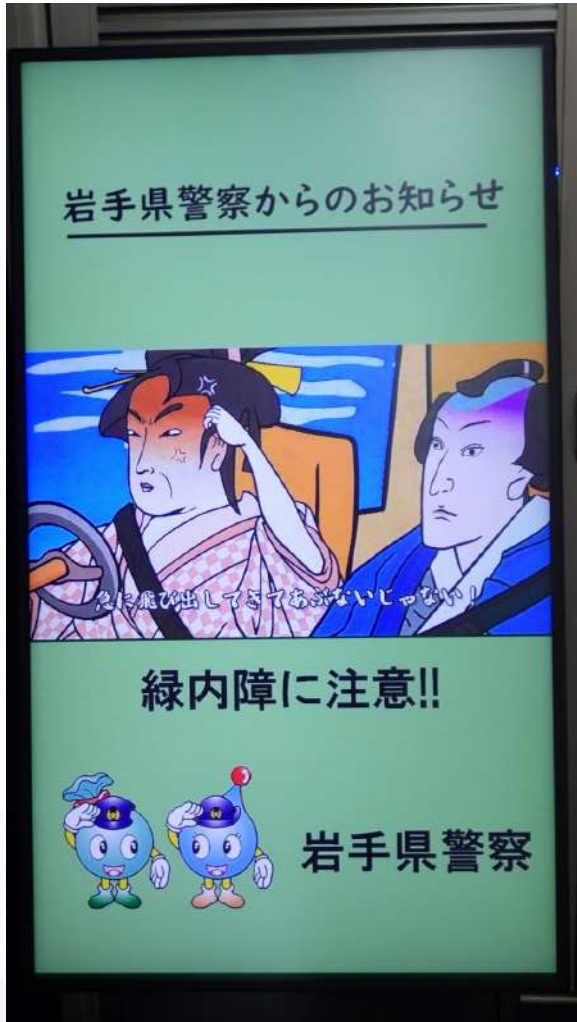 岩手県警察からのお知らせ
急に飛び出してきてあぶないじゃない!
緑内障に注意!!
岩手県警察